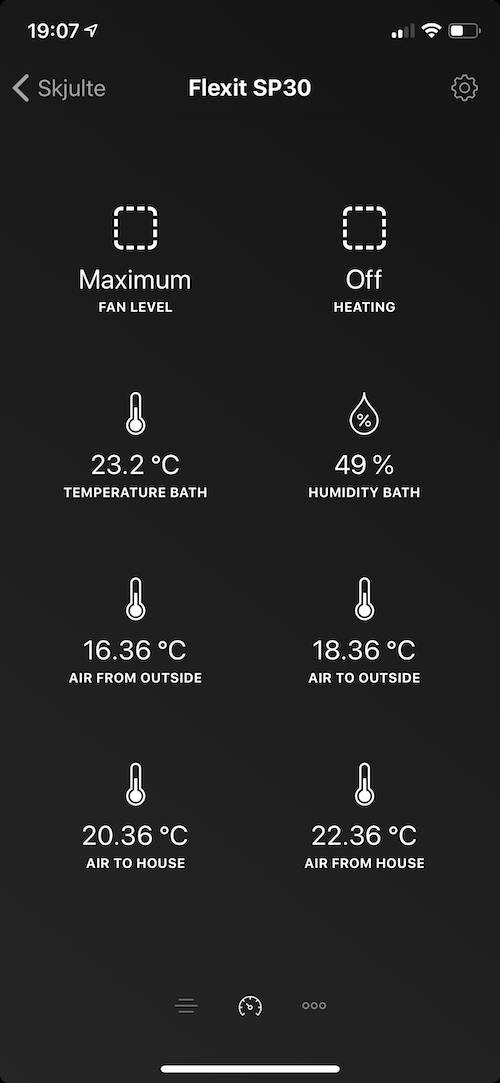 19:07
Skjulte
Flexit SP30
Maximum
FAN LEVEL
Off
HEATING
23.2 °C
TEMPERATURE BATH
%
49 %
HUMIDITY BATH
16.36 °C
AIR FROM OUTSIDE
18.36 °C
AIR TO OUTSIDE
20.36 °C
AIR TO HOUSE
22.36 °C
AIR FROM HOUSE